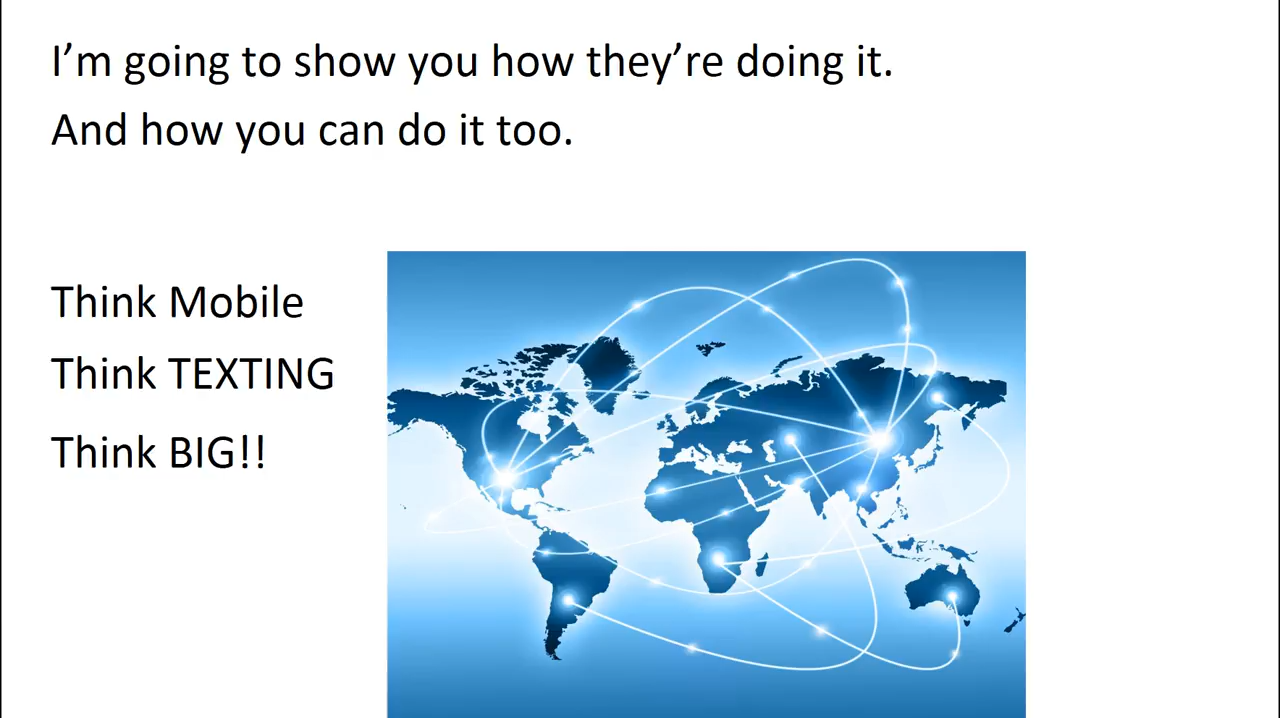 I’m going to show you how they’re doing it.
And how you can do it too.
Think Mobile
Think TEXTING
Think BIG!!